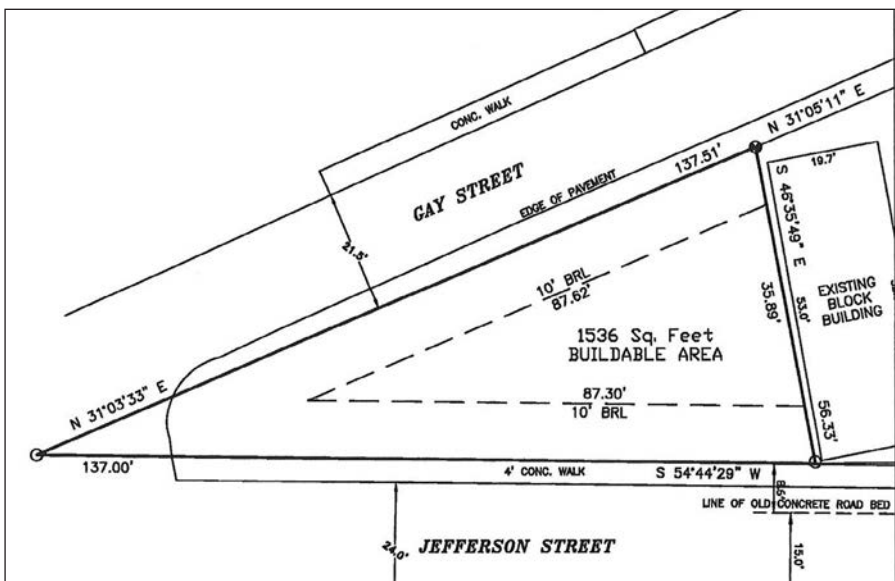 CONC. WALK
N 31°05'11" E
137.51'
GAY STREET
EDGE OF PAVEMENT
21.5'
19.7'
S 46°35'49" E
35.89'
53.0'
EXISTING
BLOCK
BUILDING
10' BRL
87.62'
1536 Sq. Feet
BUILDABLE AREA
87.30'
10' BRL
56.33'
N 31°03'33" E
137.00'
4' CONC. WALK
S 54°44'29" W
8.5'
LINE OF OLD CONCRETE ROAD BED
24.0'
JEFFERSON STREET
15.0'